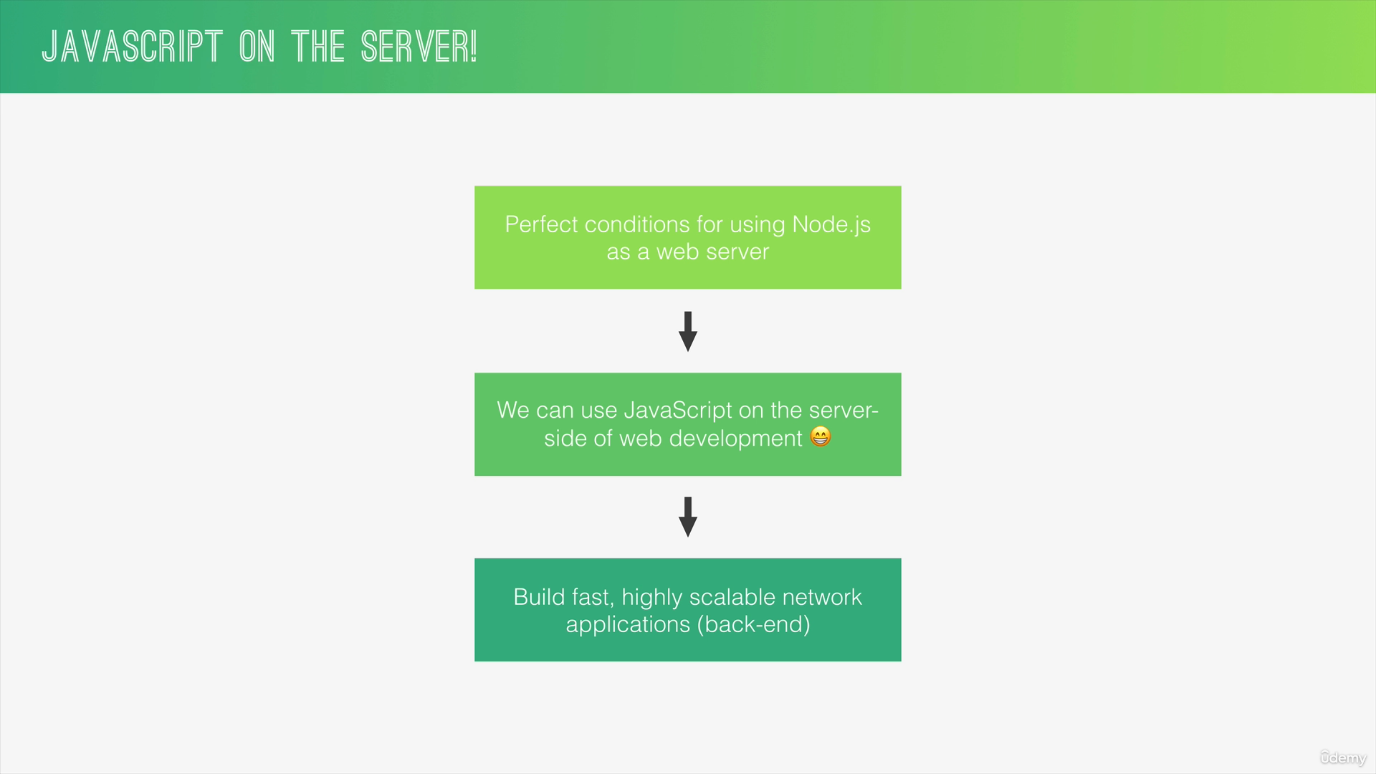 JAVASCRIPT ON THE SERVER!
Perfect conditions for using Node.js
as a web server
We can use JavaScript on the server-
side of web development 😁
Build fast, highly scalable network
applications (back-end)
ûdemy